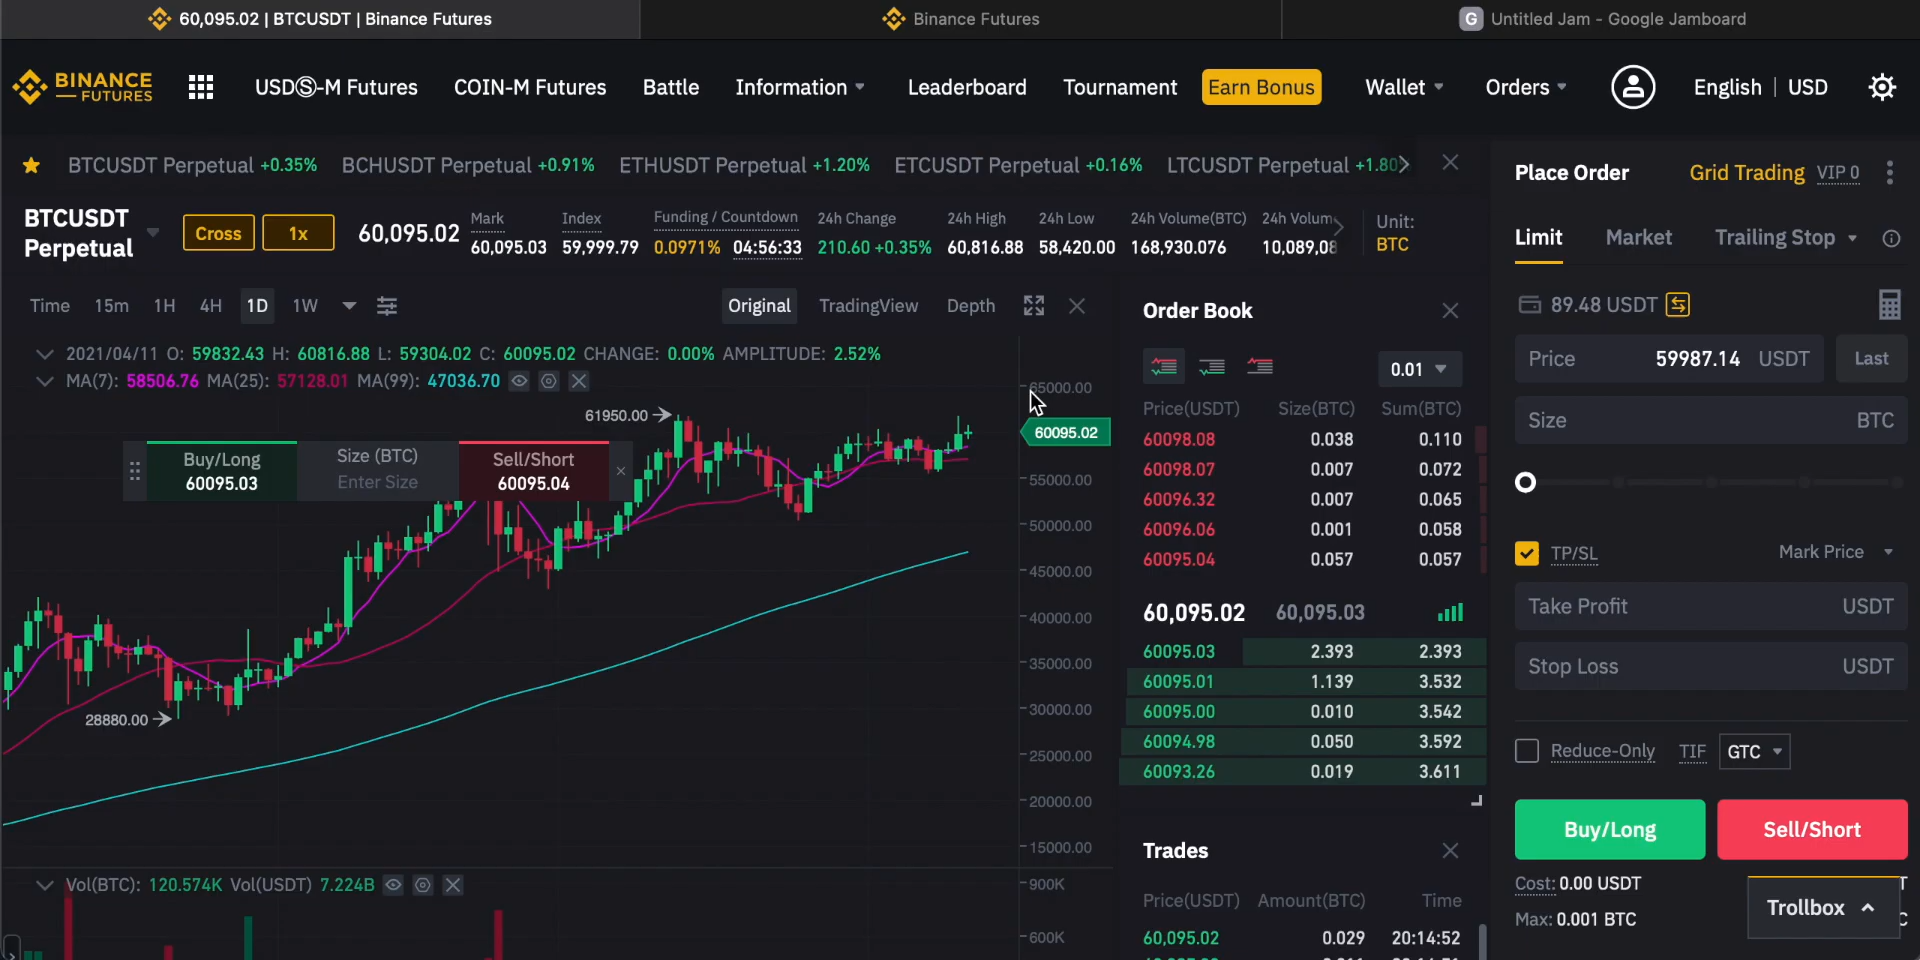 60,095.02 | BTCUSDT | Binance Futures
Binance Futures
G Untitled Jam - Google Jamboard
BINANCE FUTURES
USDⓈ-M Futures
COIN-M Futures
Battle
Information
Leaderboard
Tournament
Earn Bonus
Wallet
Orders
English | USD
BTCUSDT Perpetual +0.35%
BCHUSDT Perpetual +0.91%
ETHUSDT Perpetual +1.20%
ETCUSDT Perpetual +0.16%
LTCUSDT Perpetual +1.80
BTCUSDT Perpetual
Cross
1x
60,095.02
Mark
60,095.03
Index
59,999.79
Funding / Countdown
0.0971% 04:56:33
24h Change
210.60 +0.35%
24h High
60,816.88
24h Low
58,420.00
24h Volume(BTC)
168,930.076
24h Volum
10,089,08
Unit:
BTC
Time 15m 1H 4H 1D 1W
Original TradingView Depth
2021/04/11 O: 59832.43 H: 60816.88 L: 59304.02 C: 60095.02 CHANGE: 0.00% AMPLITUDE: 2.52%
MA(7): 58506.76 MA(25): 57128.01 MA(99): 47036.70
Buy/Long
60095.03
Size (BTC)
Enter Size
Sell/Short
60095.04
61950.00
28880.00
65000.00
60095.02
55000.00
50000.00
45000.00
40000.00
35000.00
30000.00
25000.00
20000.00
15000.00
Vol(BTC): 120.574K Vol(USDT) 7.224B
900K
600K
Order Book
0.01
Price(USDT) Size(BTC) Sum(BTC)
60098.08 0.038 0.110
60098.07 0.007 0.072
60096.32 0.007 0.065
60096.06 0.001 0.058
60095.04 0.057 0.057
60,095.02 60,095.03
60095.03 2.393 2.393
60095.01 1.139 3.532
60095.00 0.010 3.542
60094.98 0.050 3.592
60093.26 0.019 3.611
Trades
Price(USDT) Amount(BTC) Time
60,095.02 0.029 20:14:52
Place Order
Grid Trading VIP 0
Limit Market Trailing Stop
89.48 USDT
Price 59987.14 USDT
Last
Size BTC
TP/SL
Mark Price
Take Profit USDT
Stop Loss USDT
Reduce-Only TIF GTC
Buy/Long
Sell/Short
Cost: 0.00 USDT
Max: 0.001 BTC
Trollbox